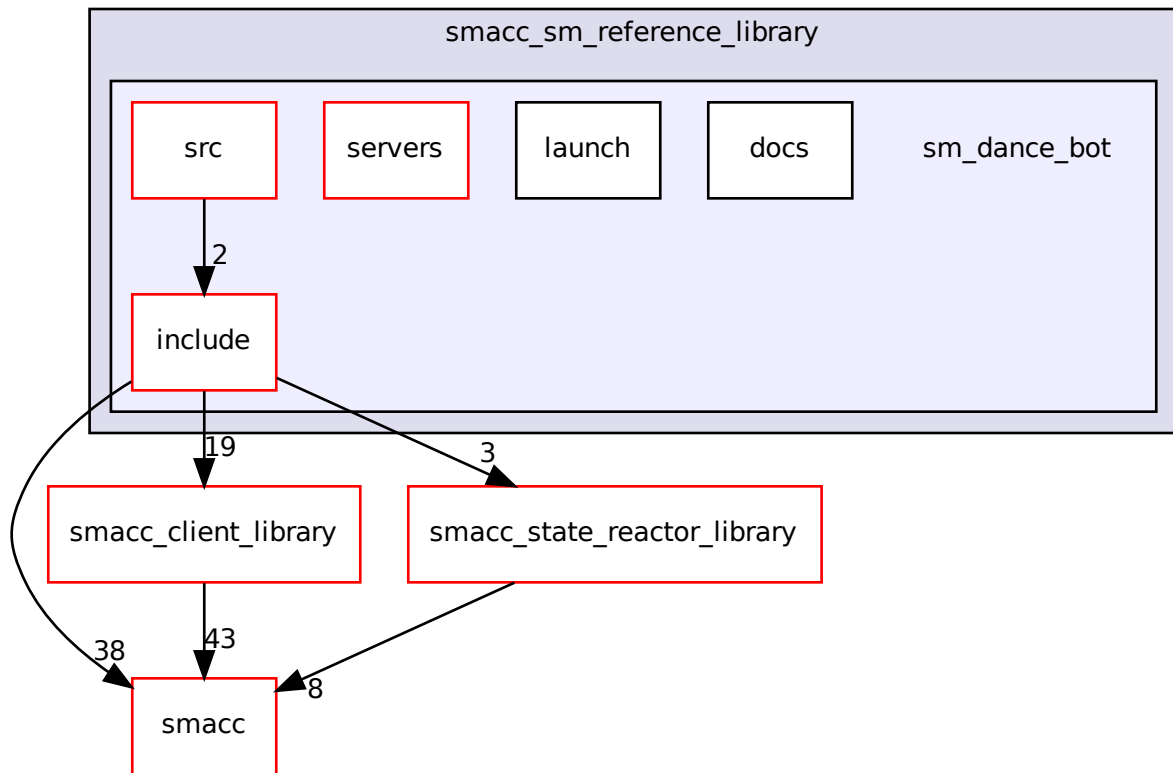 smacc_sm_reference_library
src
servers
launch
docs
sm_dance_bot
2
include
19
3
smacc_client_library
smacc_state_reactor_library
38
43
8
smacc